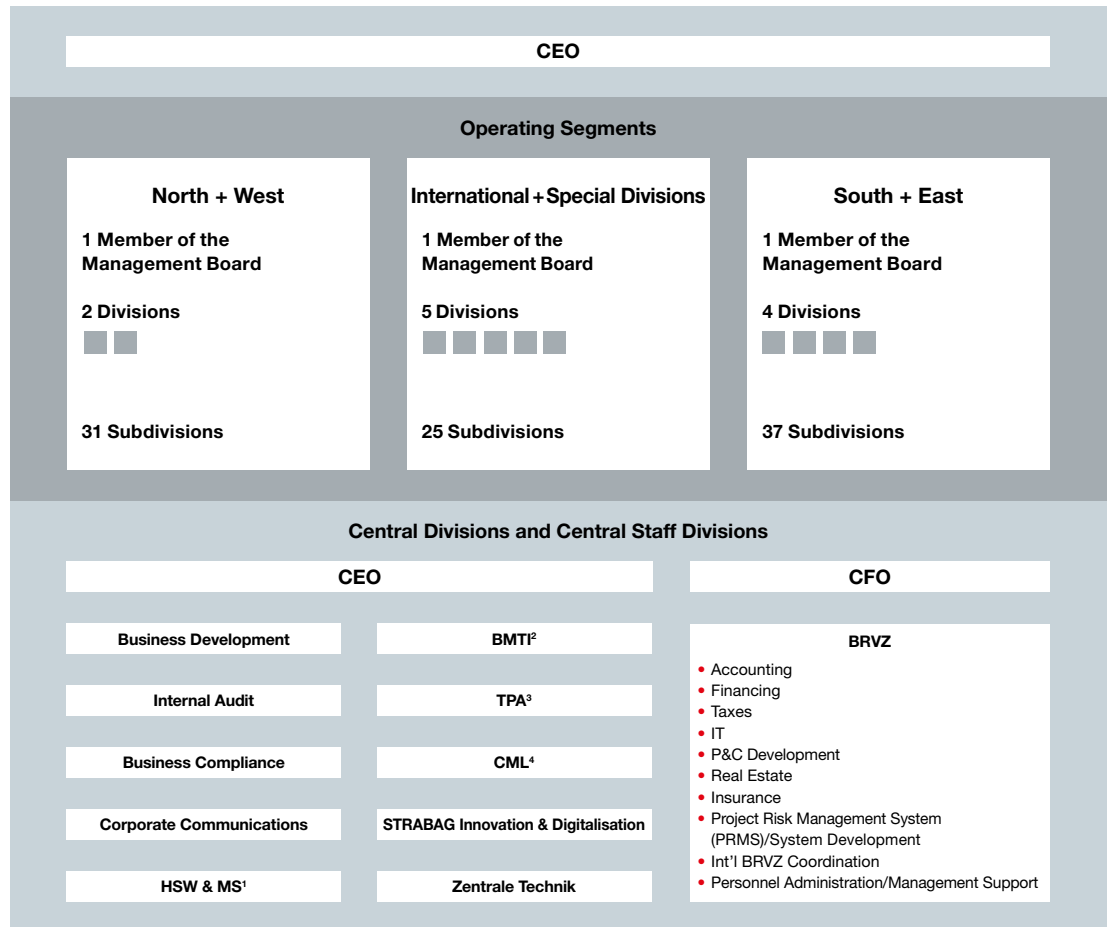 CEO
Operating Segments
North + West
1 Member of the
Management Board
2 Divisions
31 Subdivisions
International + Special Divisions
1 Member of the
Management Board
5 Divisions
25 Subdivisions
South + East
1 Member of the
Management Board
4 Divisions
37 Subdivisions
Central Divisions and Central Staff Divisions
CEO
Business Development
Internal Audit
Business Compliance
Corporate Communications
HSW & MS¹
BMTI²
TPA³
CML⁴
STRABAG Innovation & Digitalisation
Zentrale Technik
CFO
BRVZ
• Accounting
• Financing
• Taxes
• IT
• P&C Development
• Real Estate
• Insurance
• Project Risk Management System
(PRMS)/System Development
• Int'l BRVZ Coordination
• Personnel Administration/Management Support